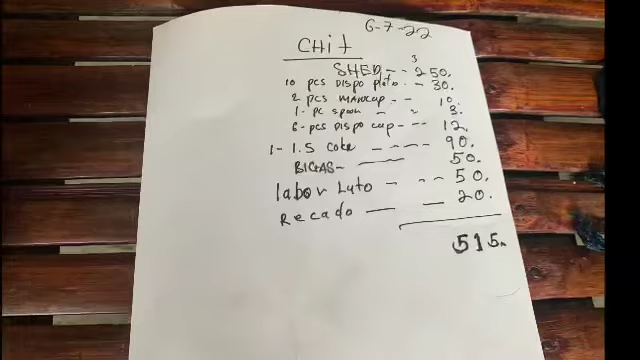 6-7-22
CHit
SHED - - 250.
10 pcs Dispo plato - - 30.
2 pcs - - 10.
1- pc spoon - - 3.
6- pcs Dispo cup - - - 12.
1- 1.5 coke - - - - 90.
BIGAS - 50.
labor Luto - - - 50.
Recado — — 20.
515.